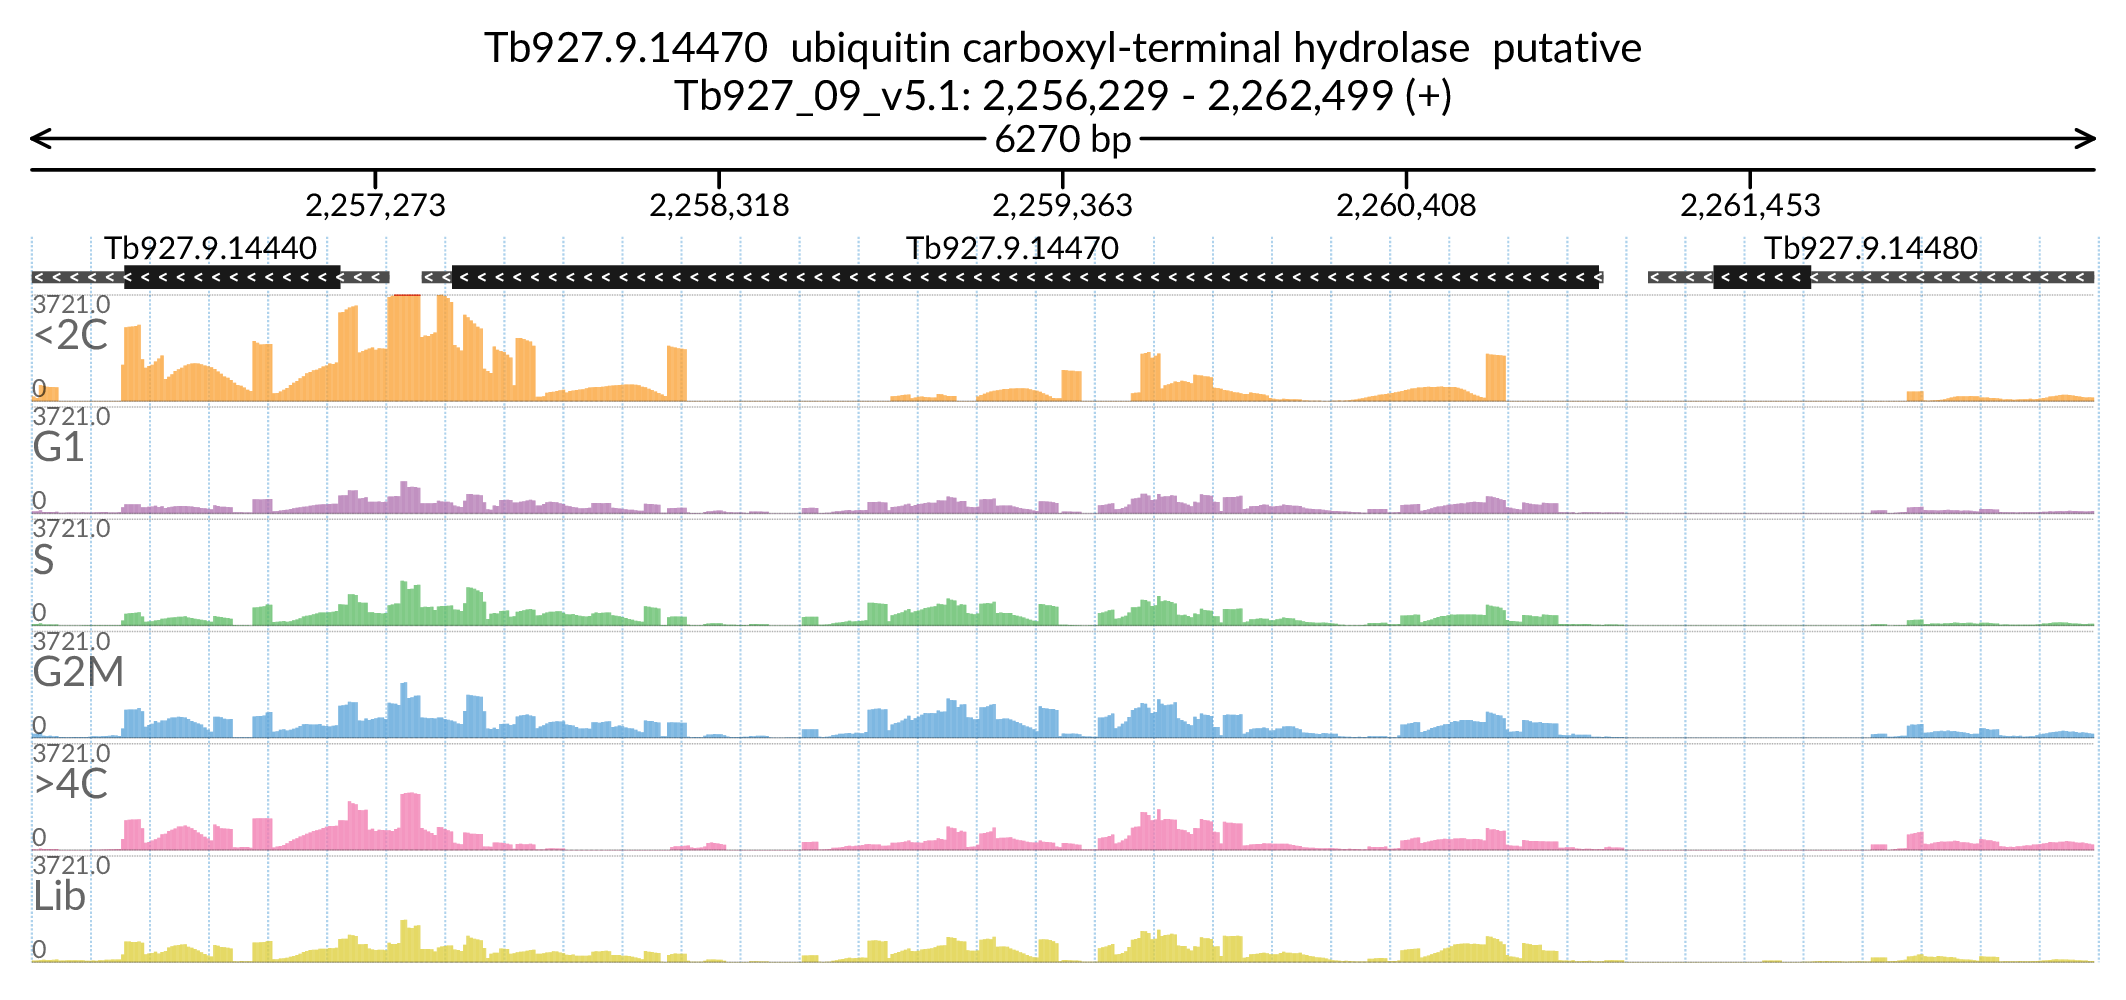 Tb927.9.14470 ubiquitin carboxyl-terminal hydrolase putative
Tb927_09_v5.1: 2,256,229 - 2,262,499 (+)
6270 bp
2,257,273 2,258,318 2,259,363 2,260,408 2,261,453
Tb927.9.14440 Tb927.9.14470 Tb927.9.14480
3721.0
<2C
0
3721.0
G1
0
3721.0
S
0
3721.0
G2M
0
3721.0
>4C
0
3721.0
Lib
0